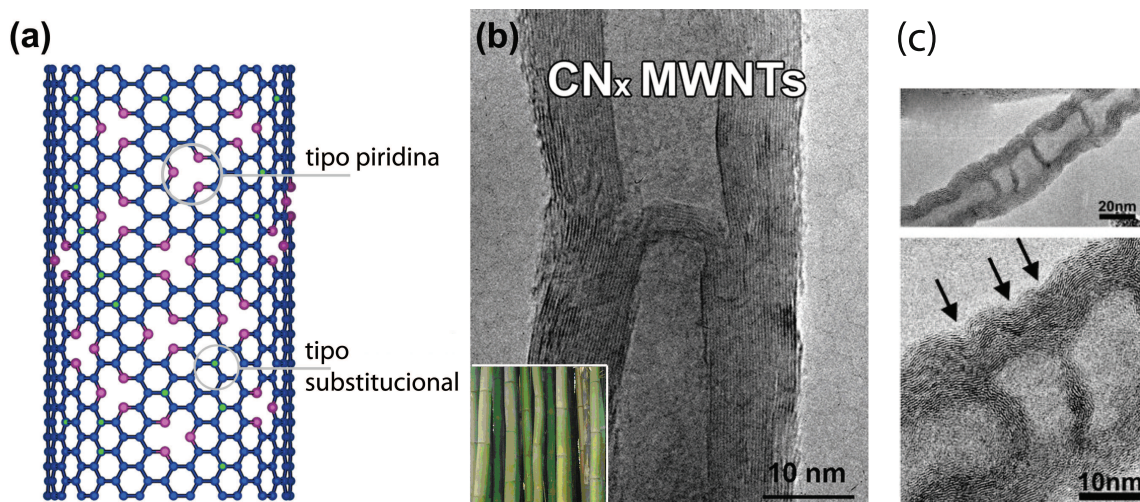 (a)
tipo piridina
tipo
substitucional
(b)
CNx MWNTs
10 nm
(c)
20nm
10nm